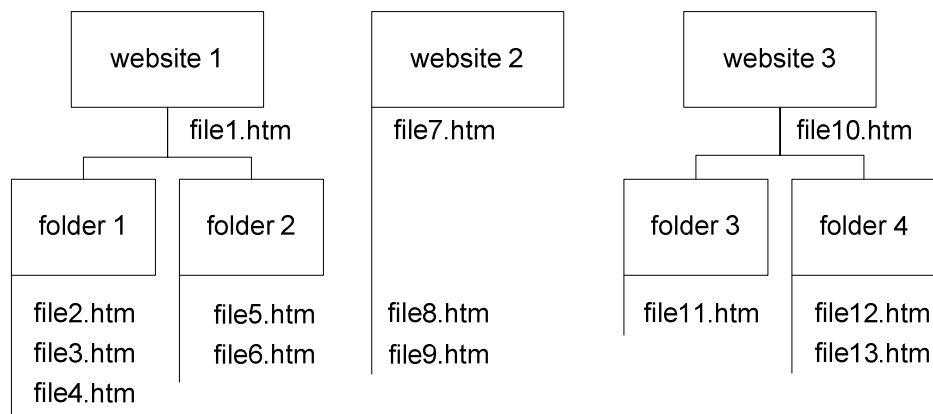 website 1
website 2
website 3
file1.htm
file7.htm
file10.htm
folder 1
folder 2
folder 3
folder 4
file2.htm
file3.htm
file4.htm
file5.htm
file6.htm
file8.htm
file9.htm
file11.htm
file12.htm
file13.htm